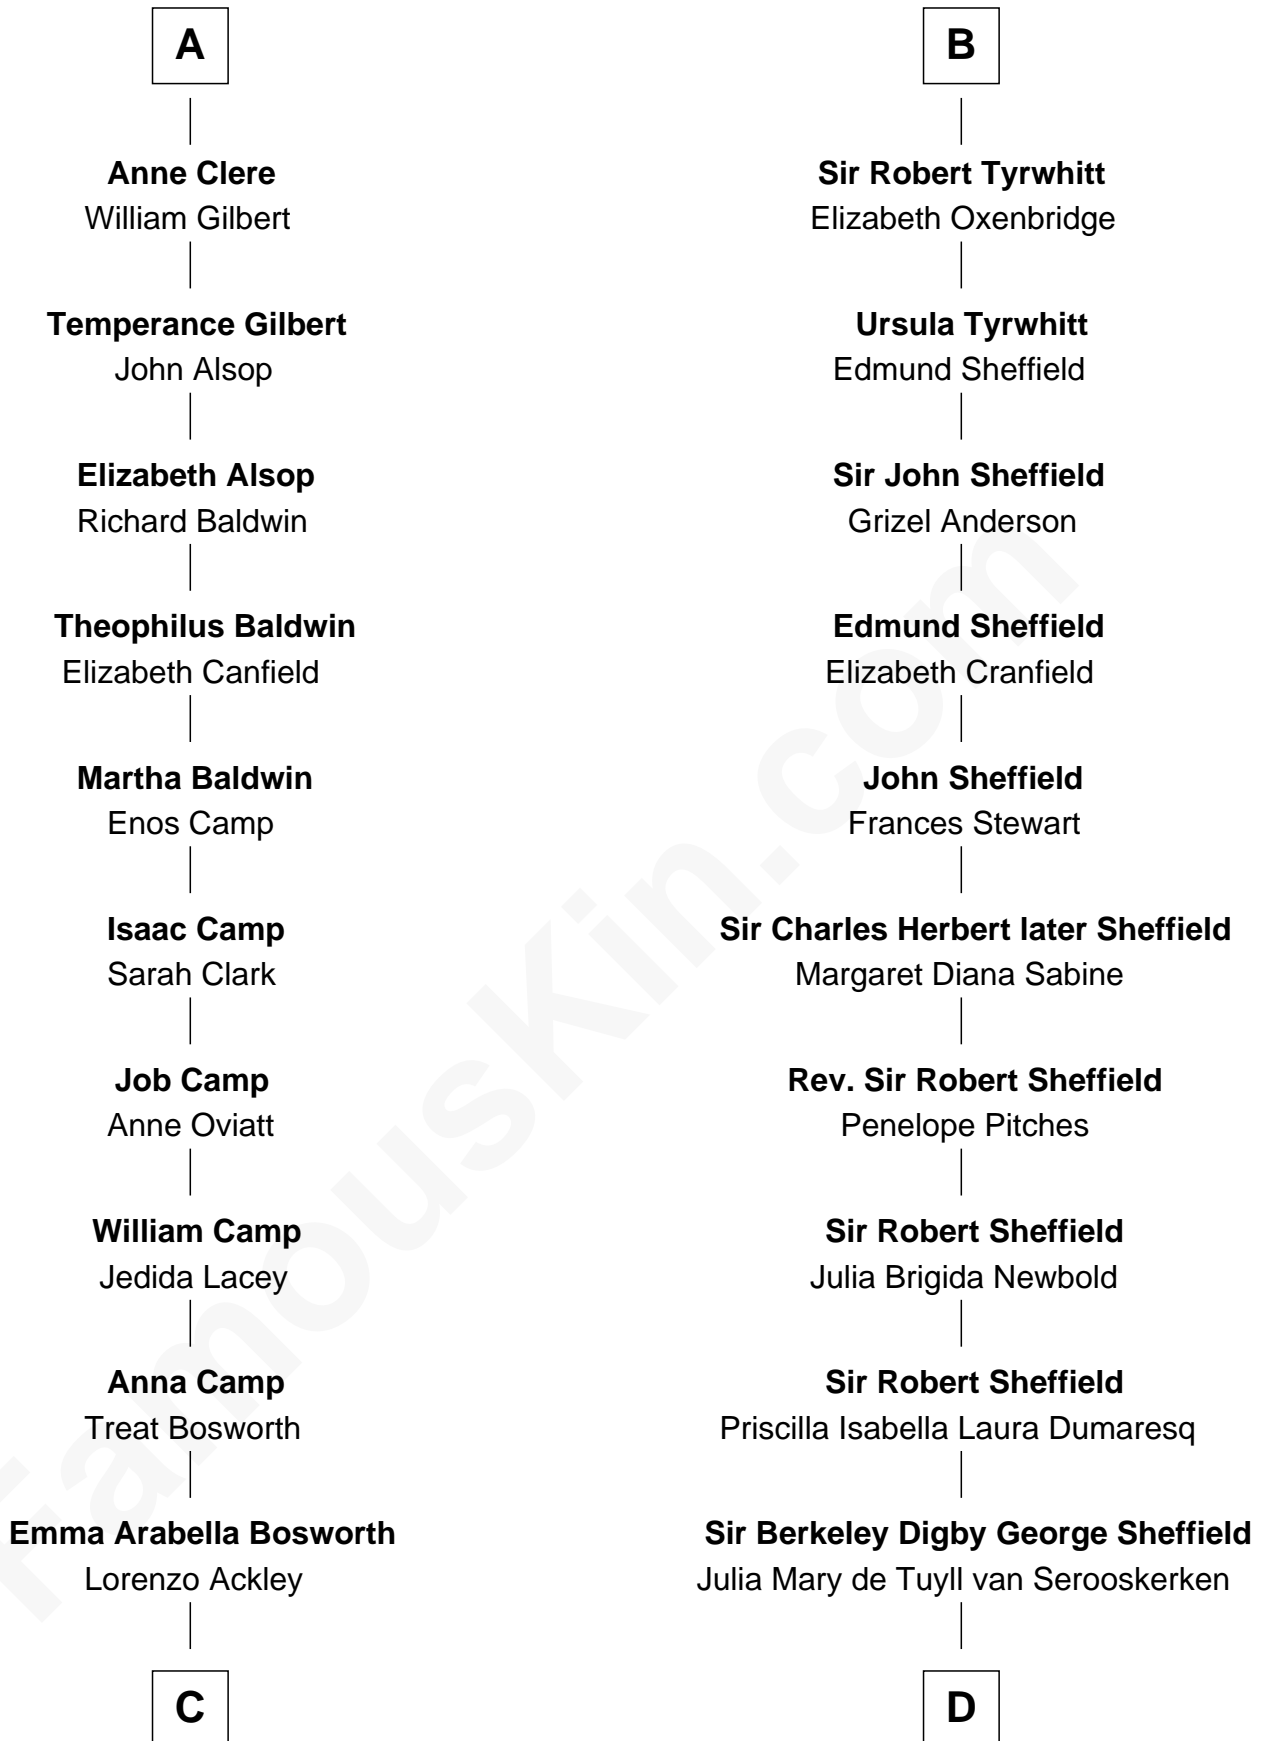 A
Anne Clere
William Gilbert
Temperance Gilbert
John Alsop
Elizabeth Alsop
Richard Baldwin
Theophilus Baldwin
Elizabeth Canfield
Martha Baldwin
Enos Camp
Isaac Camp
Sarah Clark
Job Camp
Anne Oviatt
William Camp
Jedida Lacey
Anna Camp
Treat Bosworth
Emma Arabella Bosworth
Lorenzo Ackley
C
B
Sir Robert Tyrwhitt
Elizabeth Oxenbridge
Ursula Tyrwhitt
Edmund Sheffield
Sir John Sheffield
Grizel Anderson
Edmund Sheffield
Elizabeth Cranfield
John Sheffield
Frances Stewart
Sir Charles Herbert later Sheffield
Margaret Diana Sabine
Rev. Sir Robert Sheffield
Penelope Pitches
Sir Robert Sheffield
Julia Brigida Newbold
Sir Robert Sheffield
Priscilla Isabella Laura Dumaresq
Sir Berkeley Digby George Sheffield
Julia Mary de Tuyll van Serooskerken
D
FamousKin.com